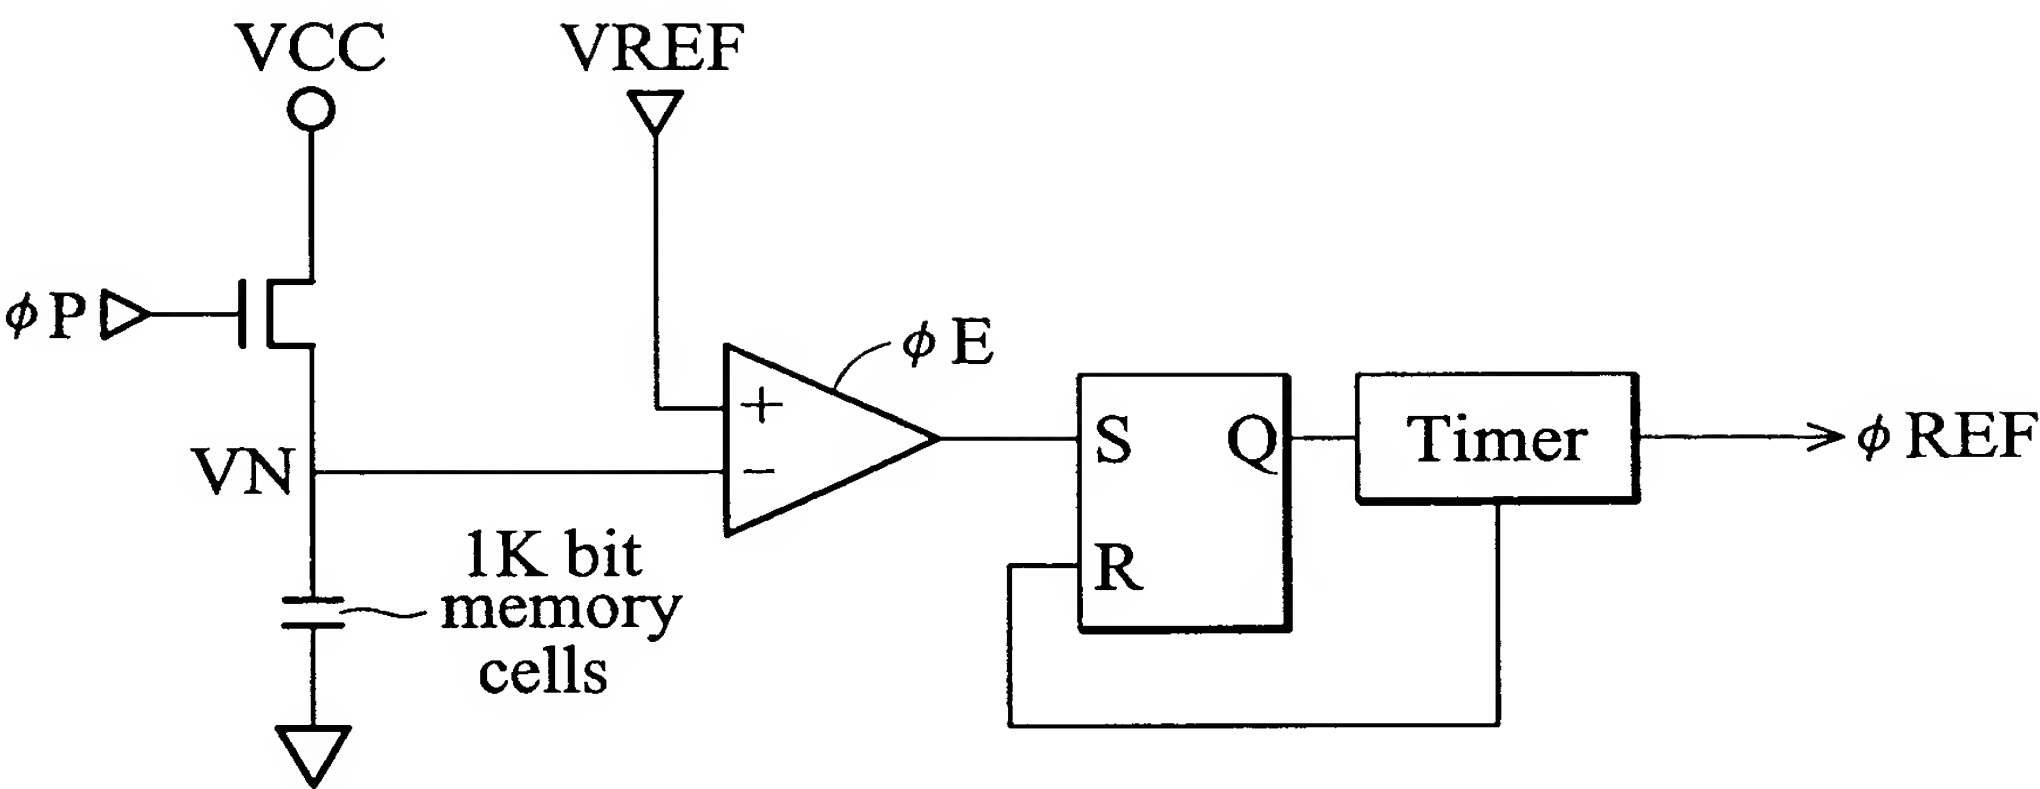 VCC
VREF
ϕP
ϕE
+
S
Q
Timer
ϕREF
VN
−
1K bit
memory
cells
R